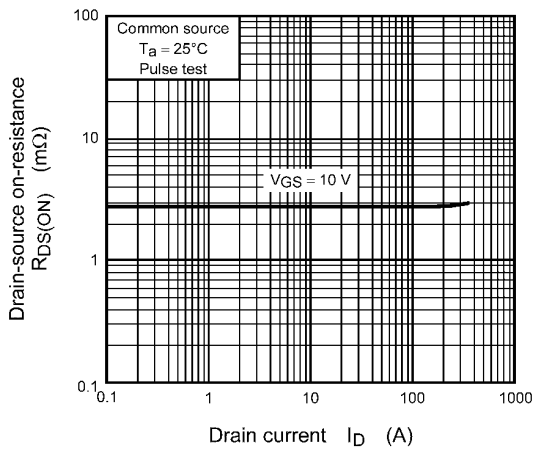 100
10
1
0.1
Drain-source on-resistance
RDS(ON) (mΩ)
Common source
Ta = 25°C
Pulse test
VGS = 10 V
0.1
1
10
100
1000
Drain current ID (A)